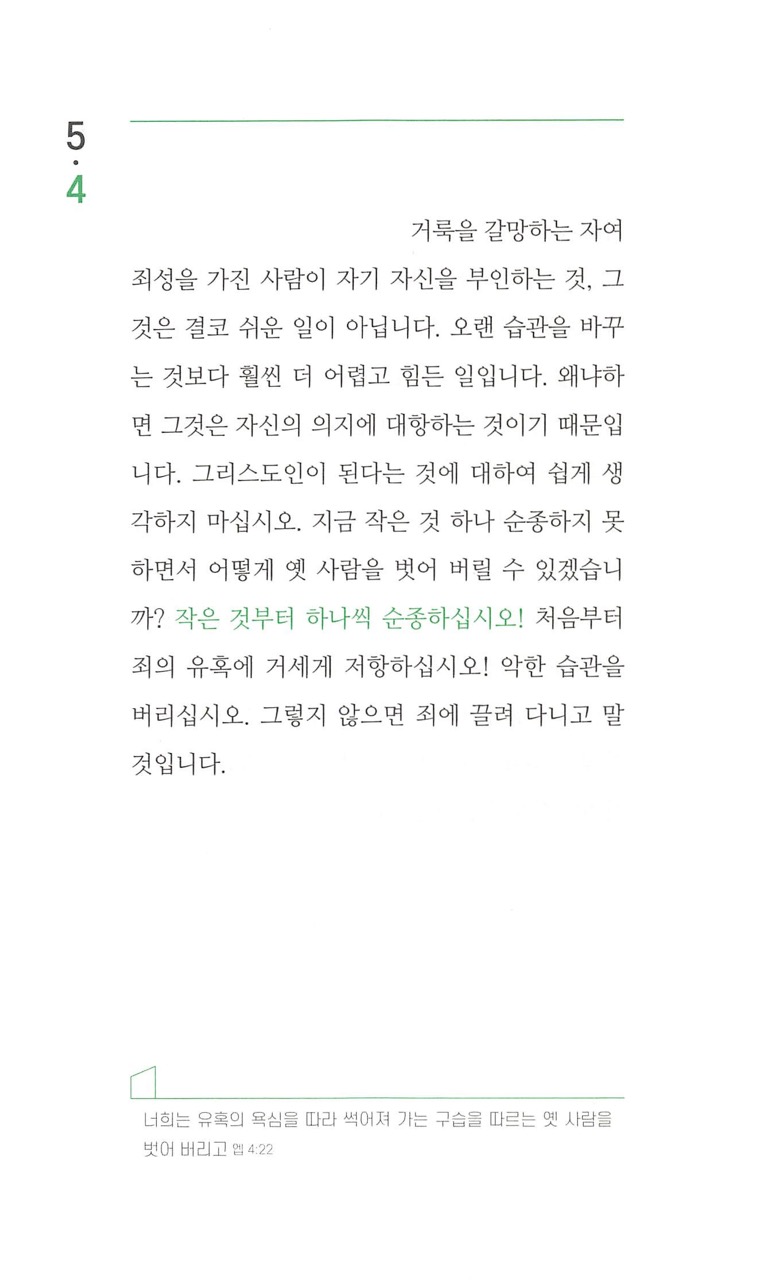 5
·
4
거룩을 갈망하는 자여
죄성을 가진 사람이 자기 자신을 부인하는 것, 그
것은 결코 쉬운 일이 아닙니다. 오랜 습관을 바꾸
는 것보다 훨씬 더 어렵고 힘든 일입니다. 왜냐하
면 그것은 자신의 의지에 대항하는 것이기 때문입
니다. 그리스도인이 된다는 것에 대하여 쉽게 생
각하지 마십시오. 지금 작은 것 하나 순종하지 못
하면서 어떻게 옛 사람을 벗어 버릴 수 있겠습니
까? 작은 것부터 하나씩 순종하십시오! 처음부터
죄의 유혹에 거세게 저항하십시오! 악한 습관을
버리십시오. 그렇지 않으면 죄에 끌려 다니고 말
것입니다.
너희는 유혹의 욕심을 따라 썩어져 가는 구습을 따르는 옛 사람을
벗어 버리고 엡 4:22